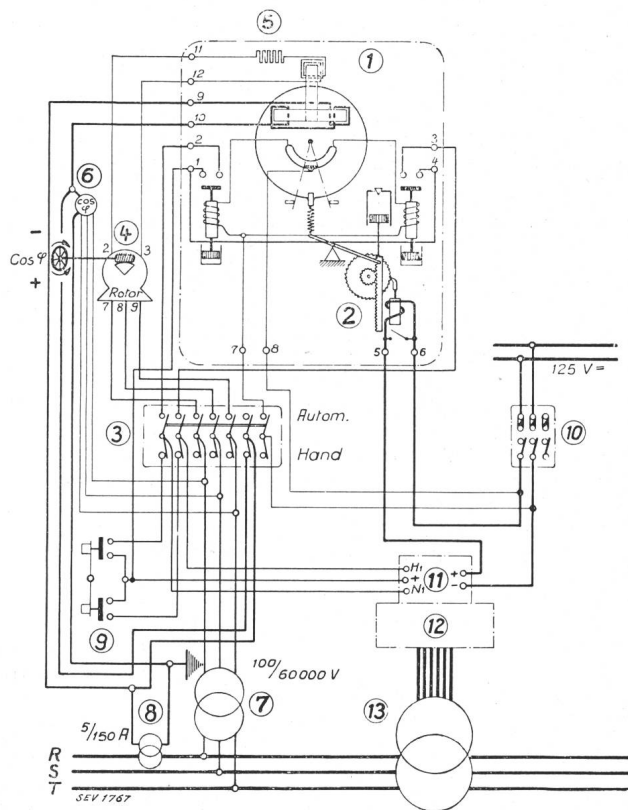 5
11
1
12
9
10
2
3
1
4
6
cos
φ
4
-
Cos φ
+
2
3
Rotor
7 8 9
2
7
8
5
6
125 V =
3
Autom.
Hand
10
H1
+
11
+
N1
-
12
9
100/60000 V
7
13
8
5/150 A
R
S
T
SEV 1767